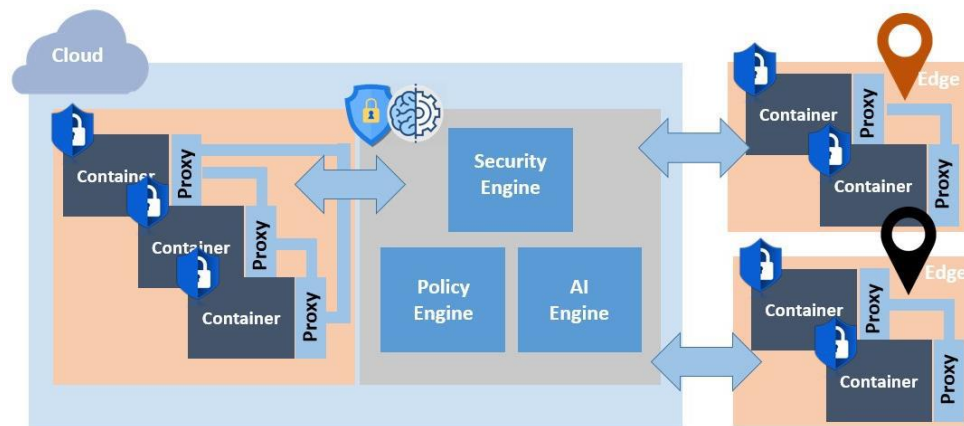 Cloud
Container
Proxy
Container
Proxy
Container
Proxy
Security
Engine
Policy
Engine
AI
Engine
Edge
Container
Proxy
Container
Proxy
Edge
Container
Proxy
Container
Proxy